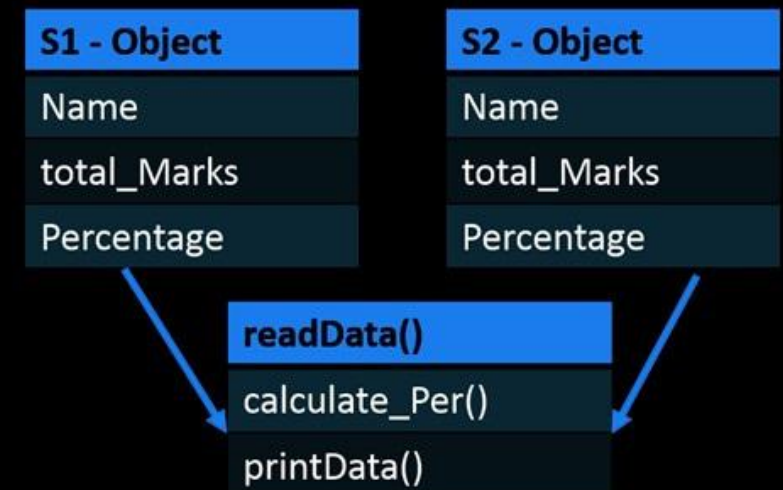 S1 - Object
Name
total_Marks
Percentage
S2 - Object
Name
total_Marks
Percentage
readData()
calculate_Per()
printData()